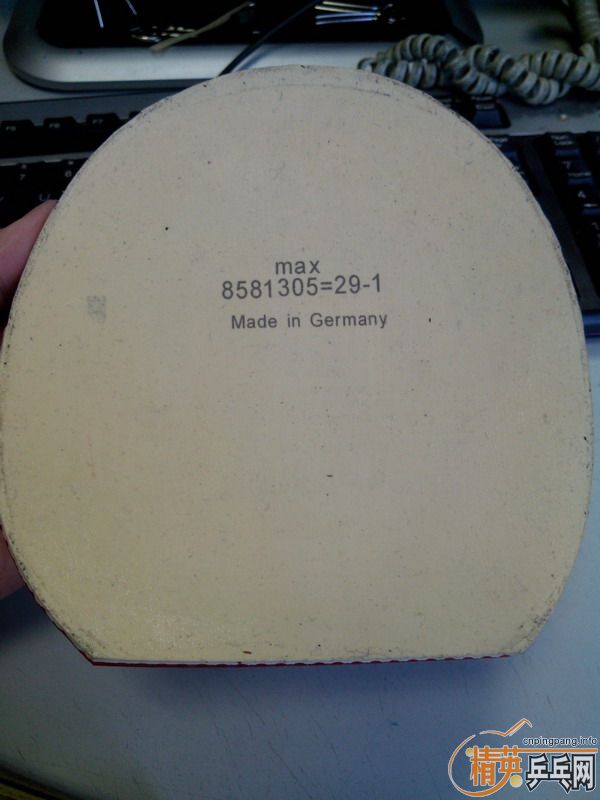 max
8581305=29-1
Made in Germany
cnpingpang.info
精英乒乓网